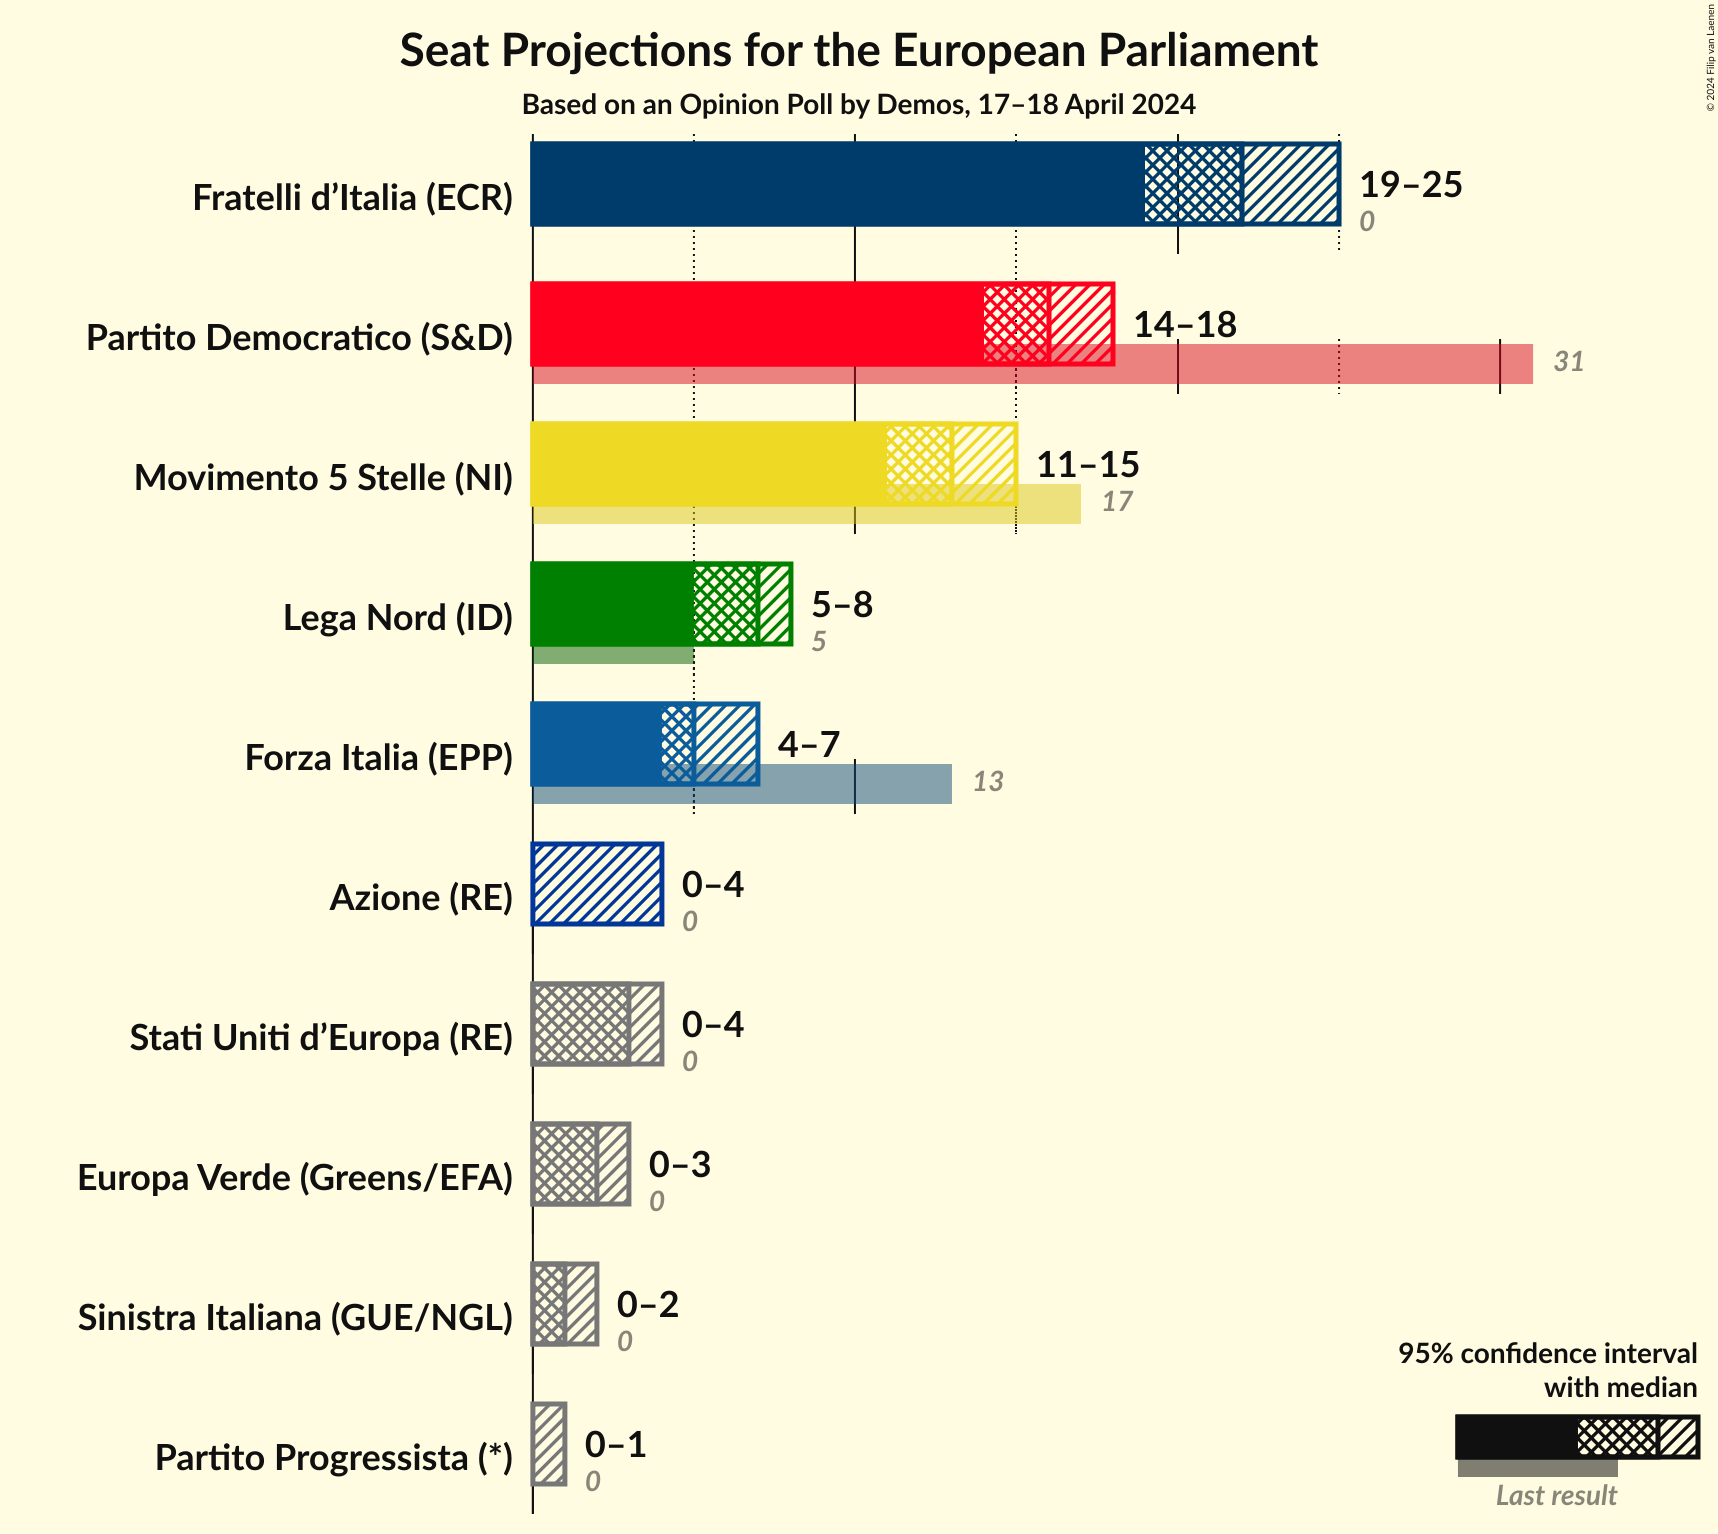 Seat Projections for the European Parliament
Based on an Opinion Poll by Demos, 17–18 April 2024
© 2024 Filip van Laenen
Fratelli d’Italia (ECR)
19–25
0
Partito Democratico (S&D)
14–18
31
Movimento 5 Stelle (NI)
11–15
17
Lega Nord (ID)
5–8
5
Forza Italia (EPP)
4–7
13
Azione (RE)
0–4
0
Stati Uniti d’Europa (RE)
0–4
0
Europa Verde (Greens/EFA)
0–3
0
Sinistra Italiana (GUE/NGL)
0–2
0
Partito Progressista (*)
0–1
0
95% confidence interval
with median
Last result